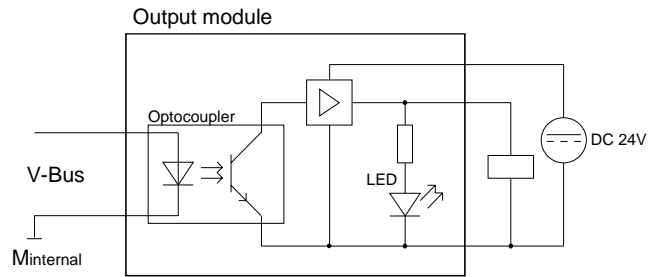 Output module
Optocoupler
DC 24V
V-Bus
LED
Minternal